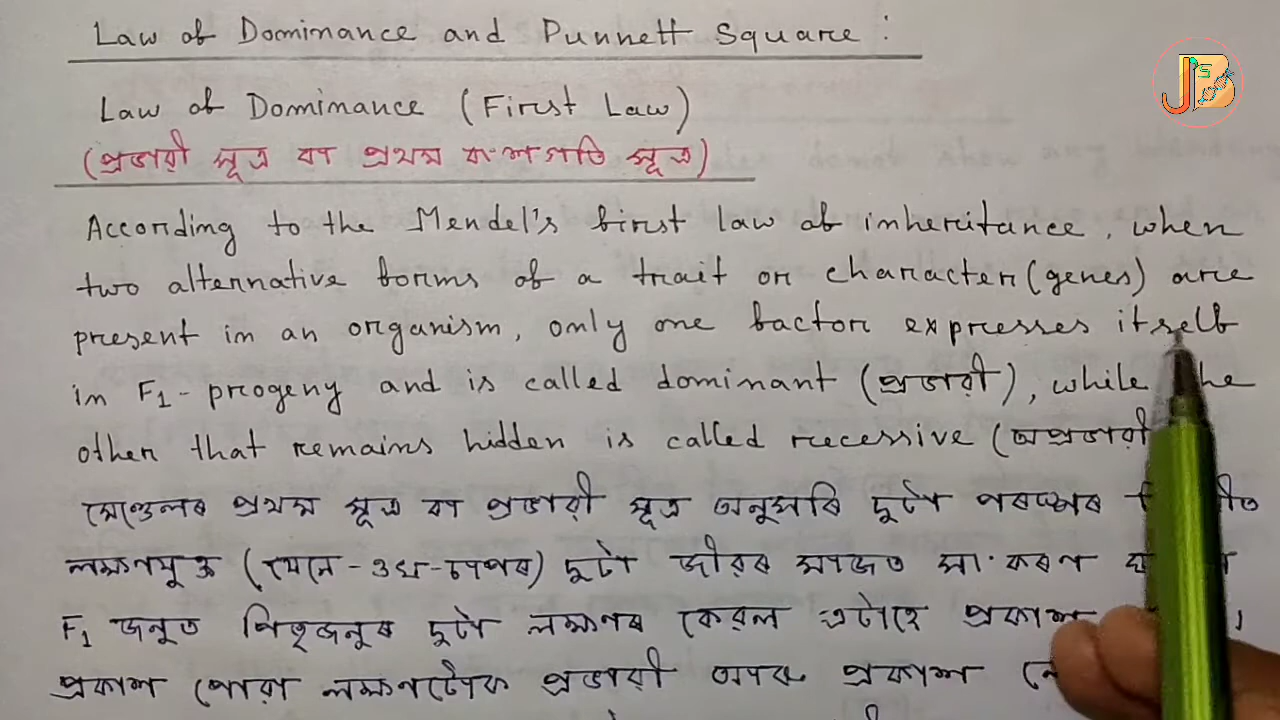 Law of Dominance and Punnett Square :
JB
S
Law of Dominance (First Law)
(প্ৰভাৱী সূত্ৰ বা প্ৰথম বংশগতি সূত্ৰ)
According to the Mendel's first law of inheritance, when
two alternative forms of a trait or character (genes) are
present in an organism, only one factor expresses itself
in F₁- progeny and is called dominant (প্ৰভাৱী), while
other that remains hidden is called recessive (অপ্ৰভাৱী
মেণ্ডেলৰ প্ৰথম সূত্ৰ বা প্ৰভাৱী সূত্ৰ অনুসৰি দুটা পৰস্পৰ
লক্ষণযুক্ত (যেনে - ওখ - চাপৰ) দুটা জীৱৰ মাজত সংকৰণ
F₁ জনুত পিতৃজনুৰ দুটা লক্ষণৰ কেৱল এটাহে প্ৰকাশ
প্ৰকাশ পোৱা লক্ষণটোক প্ৰভাৱী আৰু প্ৰকাশ